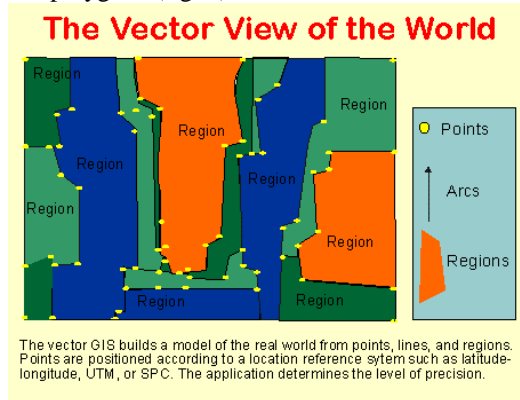 The Vector View of the World
Region
Region
Region
Region
Region
Region
Region
Region
Region
Points
Arcs
Regions
The vector GIS builds a model of the real world from points, lines, and regions.
Points are positioned according to a location reference sytem such as latitude-
longitude, UTM, or SPC. The application determines the level of precision.